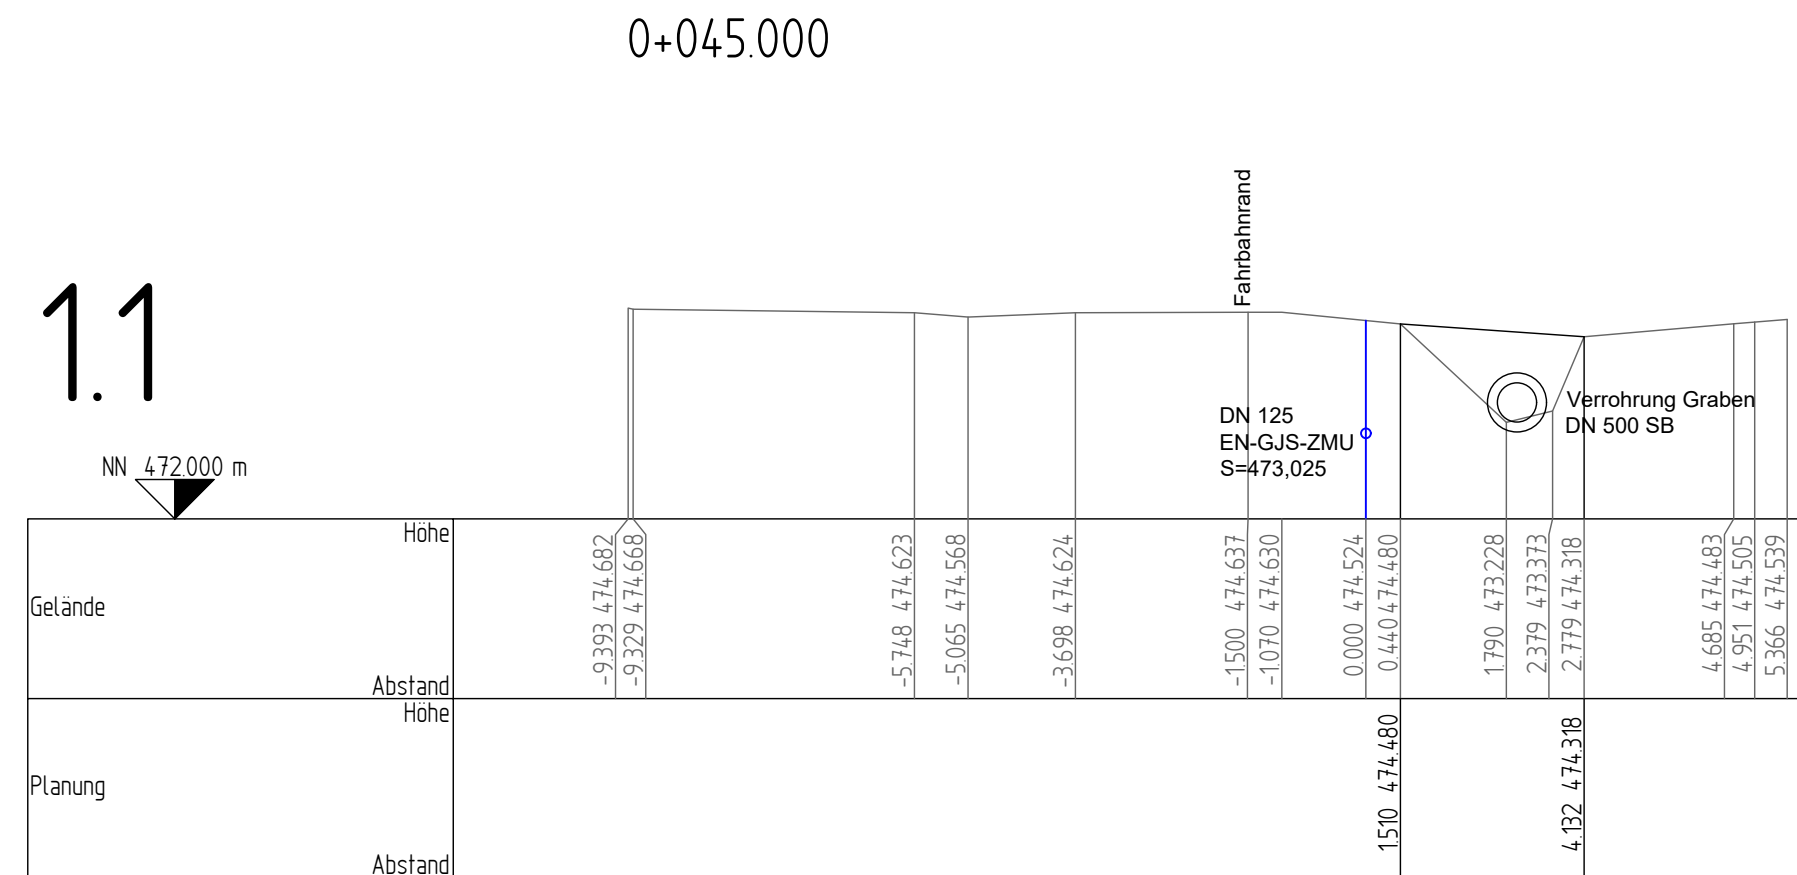 0+045.000
Fahrbahnrand
1.1
DN 125
EN-GJS-ZMU
S=473,025
Verrohrung Graben
DN 500 SB
NN 472.000 m
Höhe
Gelände
Abstand
-9.393 474.682
-9.329 474.668
-5.748 474.623
-5.065 474.568
-3.698 474.624
-1.500 474.637
-1.070 474.630
0.000 474.524
0.440 474.480
1.790 473.228
2.379 473.373
2.779 474.318
4.685 474.483
4.951 474.505
5.366 474.539
Höhe
Planung
Abstand
1.510 474.480
4.132 474.318